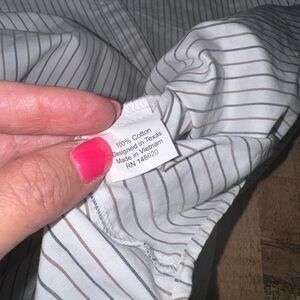 100% Cotton
Designed in Texas
Made in Vietnam
RN 148620